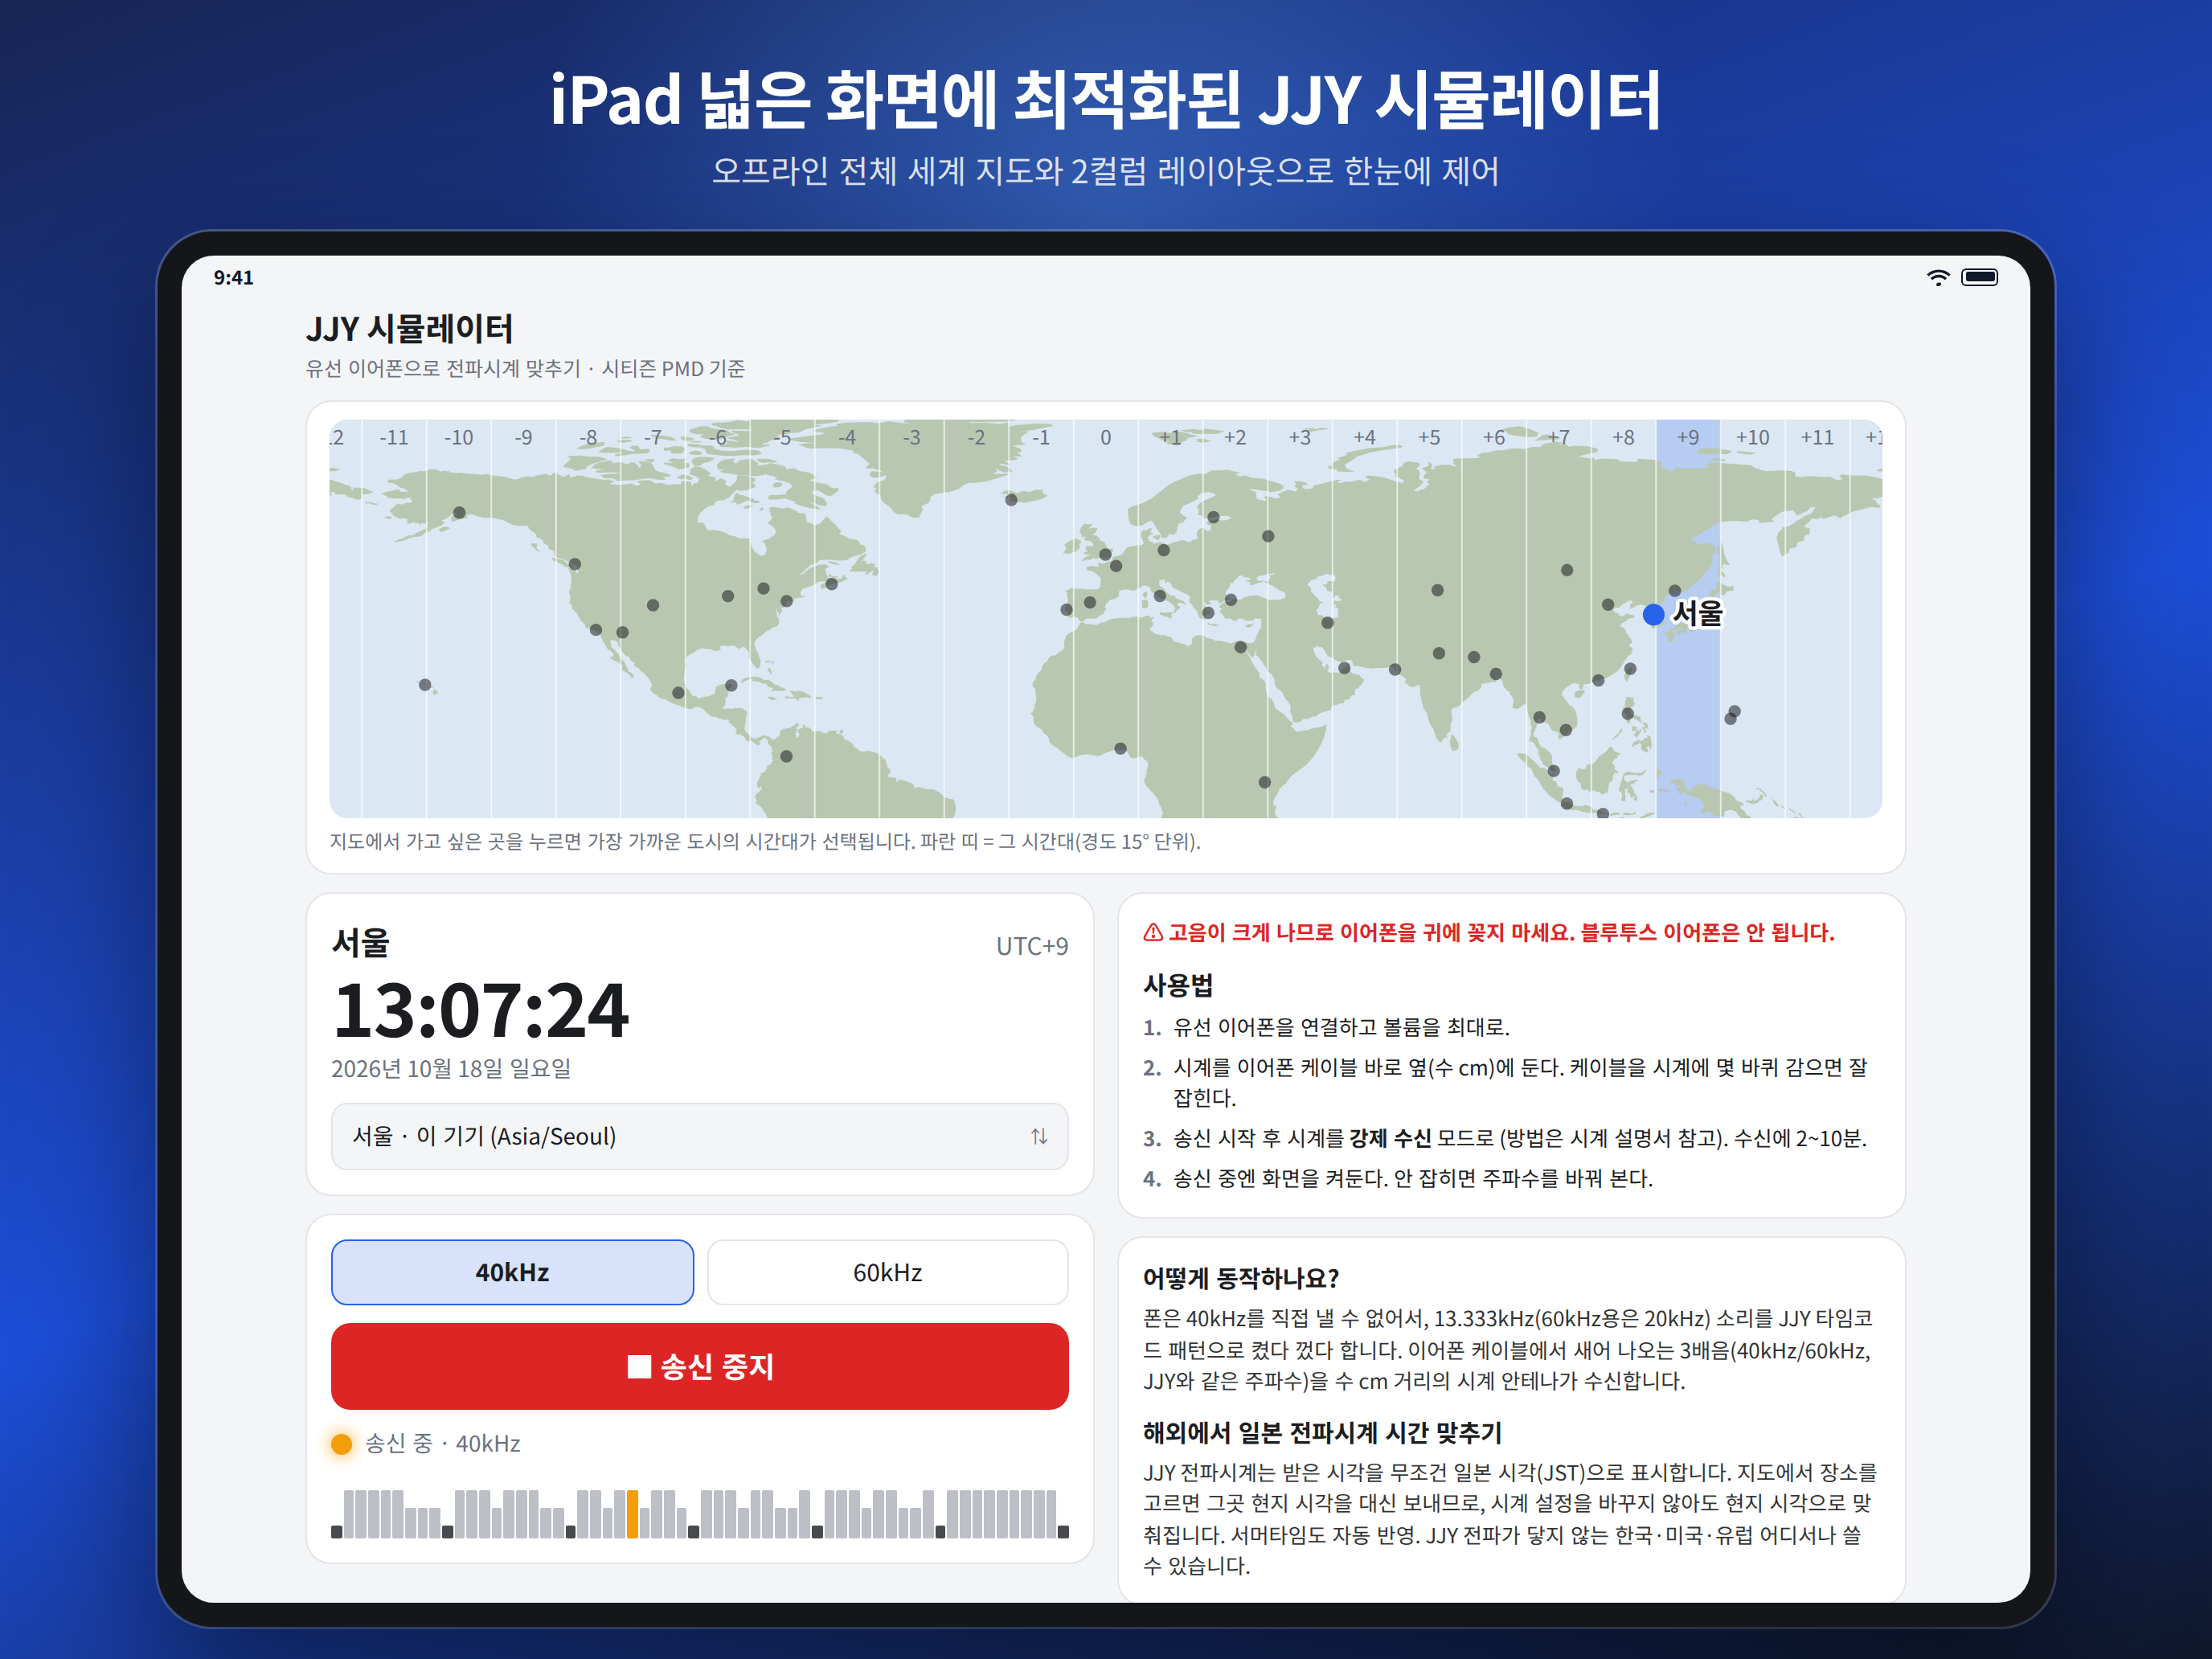 iPad 넓은 화면에 최적화된 JJY 시뮬레이터
오프라인 전체 세계 지도와 2컬럼 레이아웃으로 한눈에 제어
9:41
JJY 시뮬레이터
유선 이어폰으로 전파시계 맞추기 · 시티즌 PMD 기준
-11 -10 -9 -8 -7 -6 -5 -4 -3 -2 -1 0 +1 +2 +3 +4 +5 +6 +7 +8 +9 +10 +11
서울
지도에서 가고 싶은 곳을 누르면 가장 가까운 도시의 시간대가 선택됩니다. 파란 띠 = 그 시간대(경도 15° 단위).
서울
UTC+9
13:07:24
2026년 10월 18일 일요일
서울 · 이 기기 (Asia/Seoul)
40kHz
60kHz
■ 송신 중지
송신 중 · 40kHz
⚠ 고음이 크게 나므로 이어폰을 귀에 꽂지 마세요. 블루투스 이어폰은 안 됩니다.
사용법
1. 유선 이어폰을 연결하고 볼륨을 최대로.
2. 시계를 이어폰 케이블 바로 옆(수 cm)에 둔다. 케이블을 시계에 몇 바퀴 감으면 잘
잡힌다.
3. 송신 시작 후 시계를 강제 수신 모드로 (방법은 시계 설명서 참고). 수신에 2~10분.
4. 송신 중엔 화면을 켜둔다. 안 잡히면 주파수를 바꿔 본다.
어떻게 동작하나요?
폰은 40kHz를 직접 낼 수 없어서, 13.333kHz(60kHz용은 20kHz) 소리를 JJY 타임코
드 패턴으로 켰다 껐다 합니다. 이어폰 케이블에서 새어 나오는 3배음(40kHz/60kHz,
JJY와 같은 주파수)을 수 cm 거리의 시계 안테나가 수신합니다.
해외에서 일본 전파시계 시간 맞추기
JJY 전파시계는 받은 시각을 무조건 일본 시각(JST)으로 표시합니다. 지도에서 장소를
고르면 그곳 현지 시각을 대신 보내므로, 시계 설정을 바꾸지 않아도 현지 시각으로 맞
춰집니다. 서머타임도 자동 반영. JJY 전파가 닿지 않는 한국·미국·유럽 어디서나 쓸
수 있습니다.